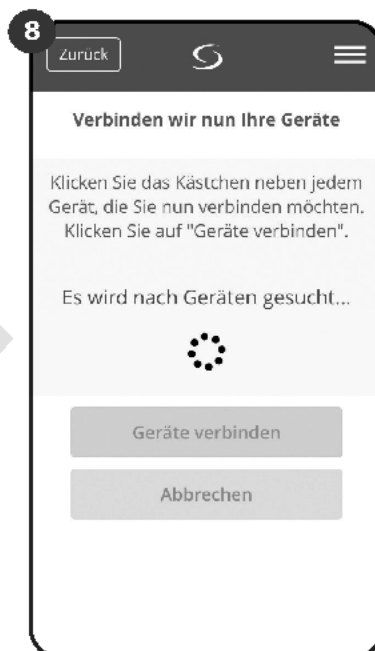 8
Zurück
Verbinden wir nun Ihre Geräte
Klicken Sie das Kästchen neben jedem
Gerät, die Sie nun verbinden möchten.
Klicken Sie auf "Geräte verbinden".
Es wird nach Geräten gesucht...
Geräte verbinden
Abbrechen